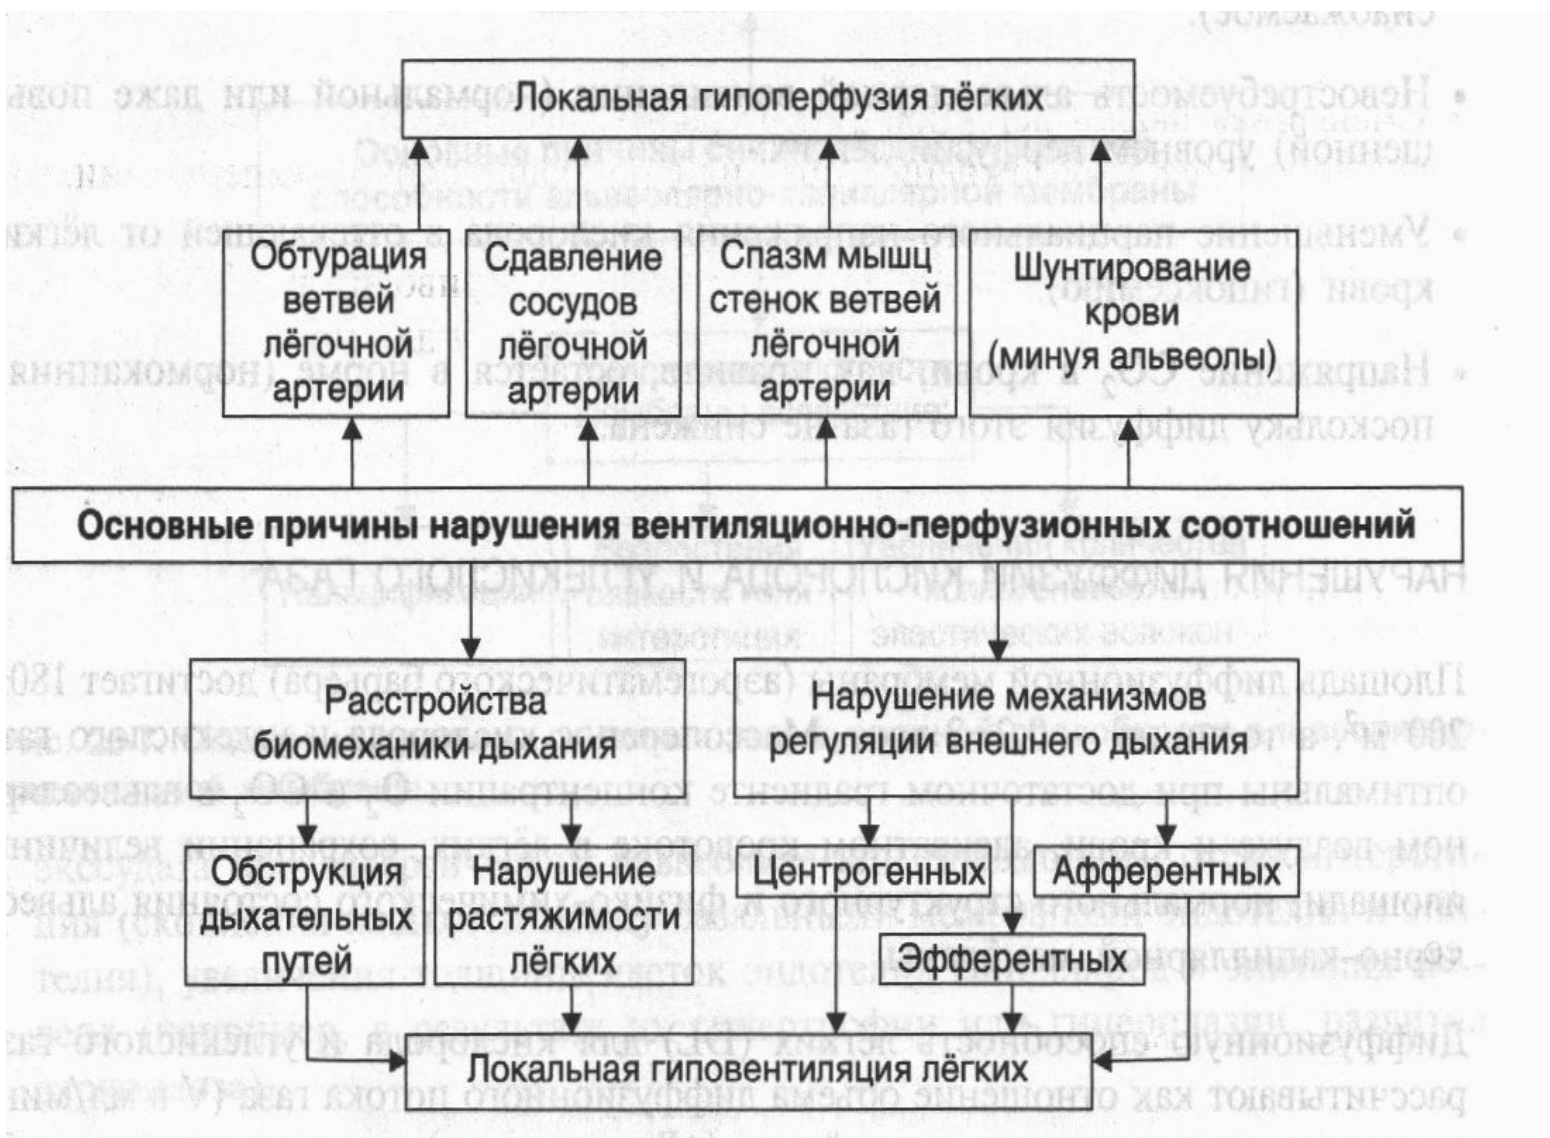 Локальная гипоперфузия лёгких
Обтурация
ветвей
лёгочной
артерии
Сдавление
сосудов
лёгочной
артерии
Спазм мышц
стенок ветвей
лёгочной
артерии
Шунтирование
крови
(минуя альвеолы)
Основные причины нарушения вентиляционно-перфузионных соотношений
Расстройства
биомеханики дыхания
Нарушение механизмов
регуляции внешнего дыхания
Обструкция
дыхательных
путей
Нарушение
растяжимости
лёгких
Центрогенных
Афферентных
Эфферентных
Локальная гиповентиляция лёгких